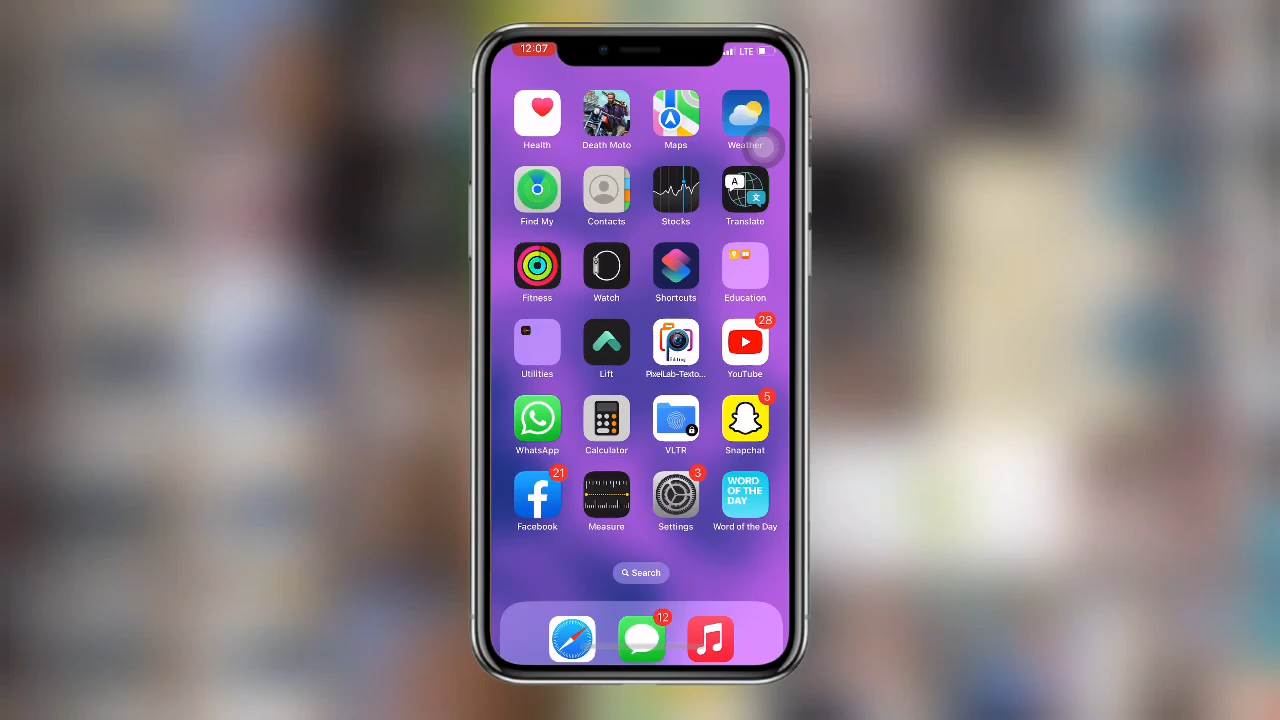 12:07
LTE
Health
Death Moto
Maps
Weather
A
文
Find My
Contacts
Stocks
Translate
Fitness
Watch
Shortcuts
Education
28
Editing
Utilities
Lift
PixelLab-Texto...
YouTube
5
WhatsApp
Calculator
VLTR
Snapchat
21
3
WORD
OF THE
DAY
Facebook
Measure
Settings
Word of the Day
Search
12